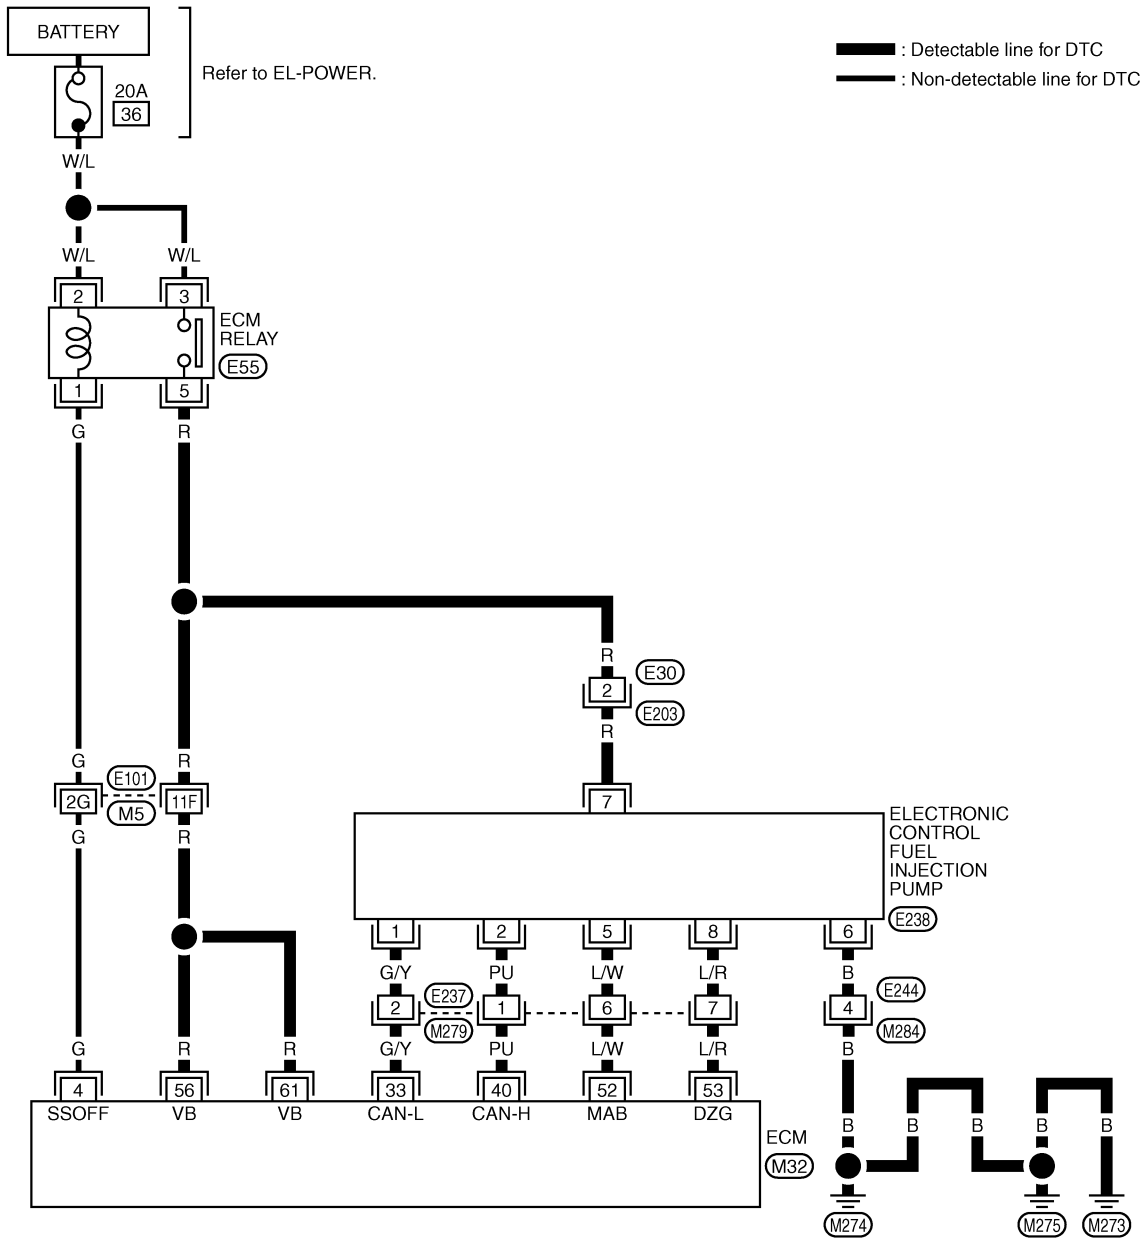 BATTERY
Refer to EL-POWER.
20A
36
: Detectable line for DTC
: Non-detectable line for DTC
W/L
W/L W/L
2 3
ECM
RELAY
E55
1 5
G R
R
E30
2
E203
R
G R
E101
2G 11F
M5
G R
7
ELECTRONIC
CONTROL
FUEL
INJECTION
PUMP
E238
1 2 5 8 6
G/Y PU L/W L/R B
E237 E244
2 1 6 7 4
M279 M284
G R R G/Y PU L/W L/R B
4 56 61 33 40 52 53
SSOFF VB VB CAN-L CAN-H MAB DZG
B B B B B
ECM
M32
M274 M275 M273